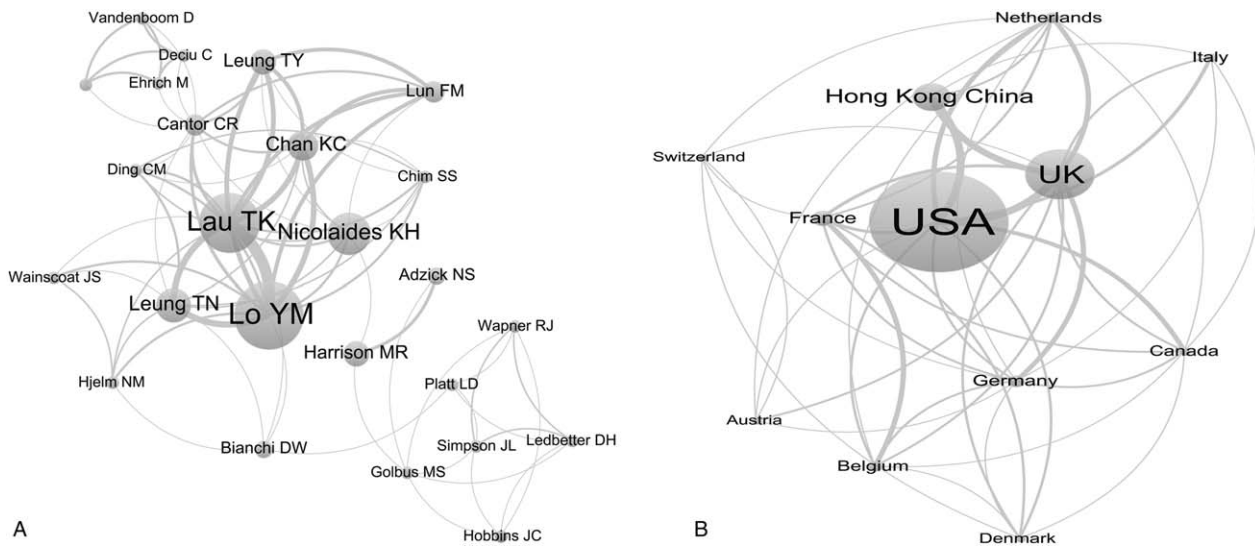 Vandenboom D
Deciu C
Leung TY
Ehrich M
Lun FM
Cantor CR
Chan KC
Ding CM
Chim SS
Lau TK
Nicolaides KH
Wainscoat JS
Adzick NS
Leung TN
Lo YM
Wapner RJ
Harrison MR
Hjelm NM
Platt LD
Bianchi DW
Simpson JL
Ledbetter DH
Golbus MS
Hobbins JC
A
Netherlands
Italy
Hong Kong China
Switzerland
UK
France
USA
Canada
Germany
Austria
Belgium
Denmark
B